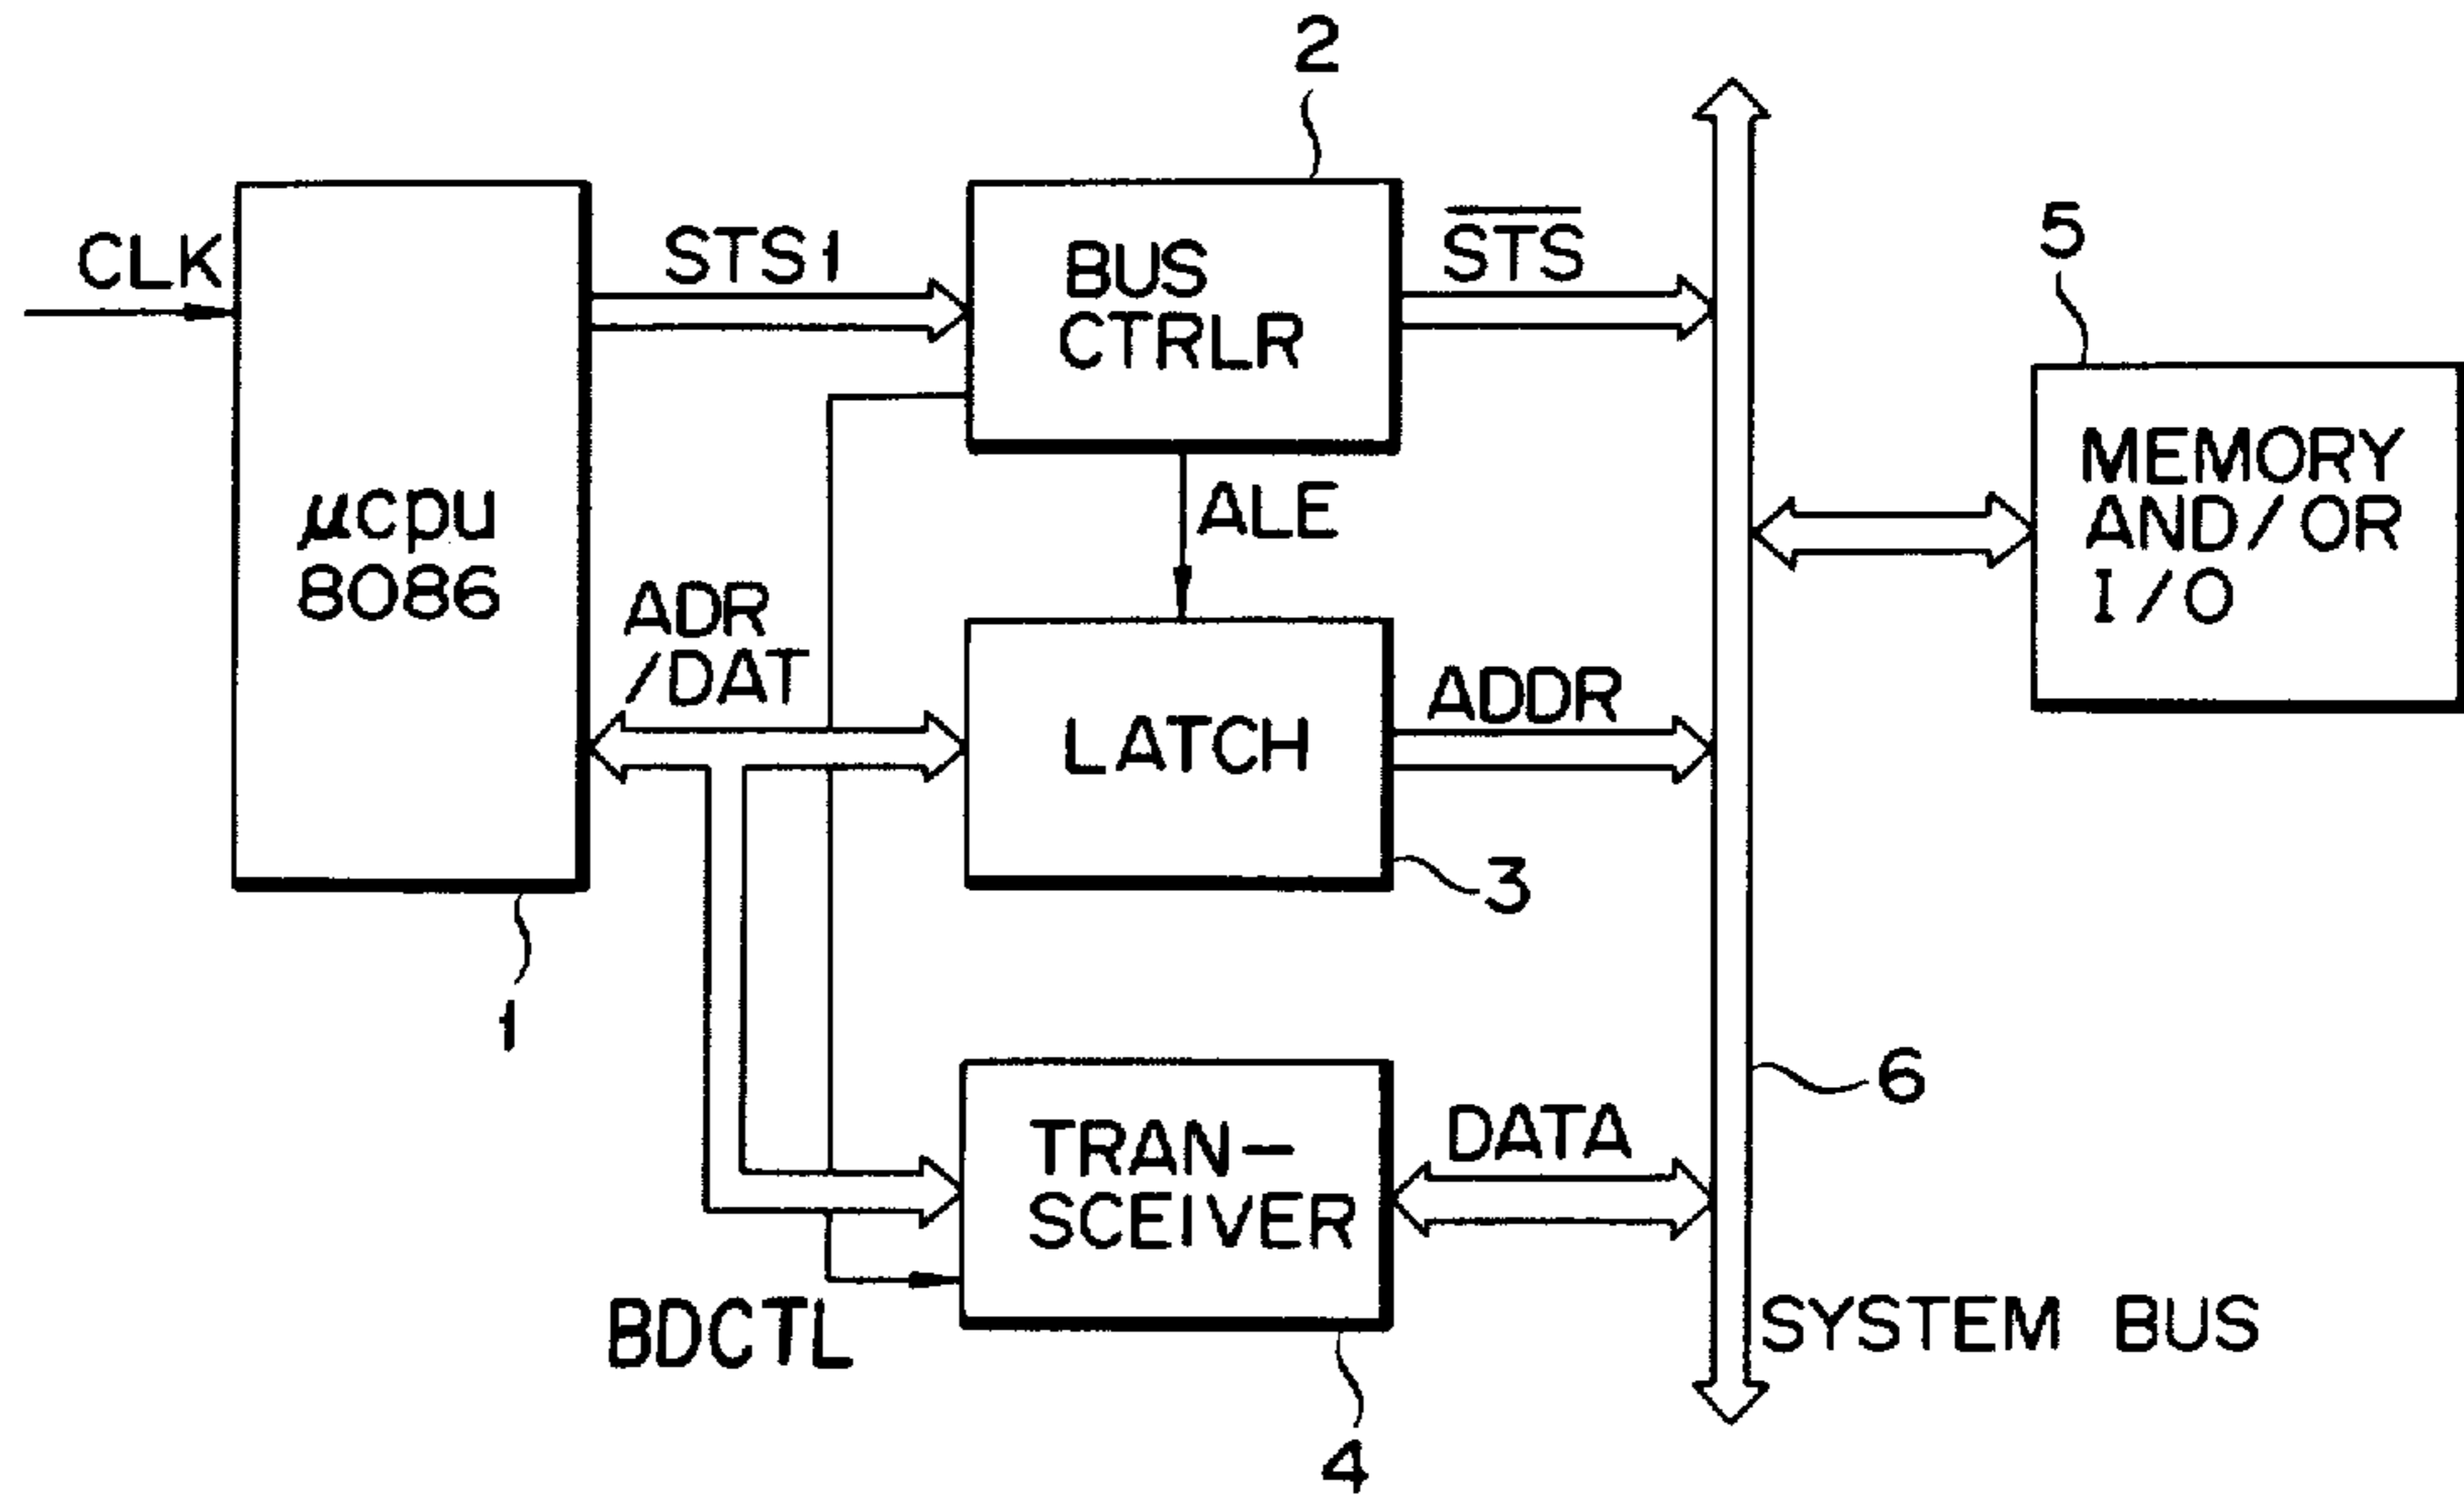 2
CLK
STS1
BUS
CTRLR
S̅T̅S̅
5
μcpu
8086
ALE
MEMORY
AND/OR
I/O
ADR
/DAT
LATCH
ADDR
3
1
6
TRAN-
SCEIVER
DATA
BDCTL
SYSTEM BUS
4